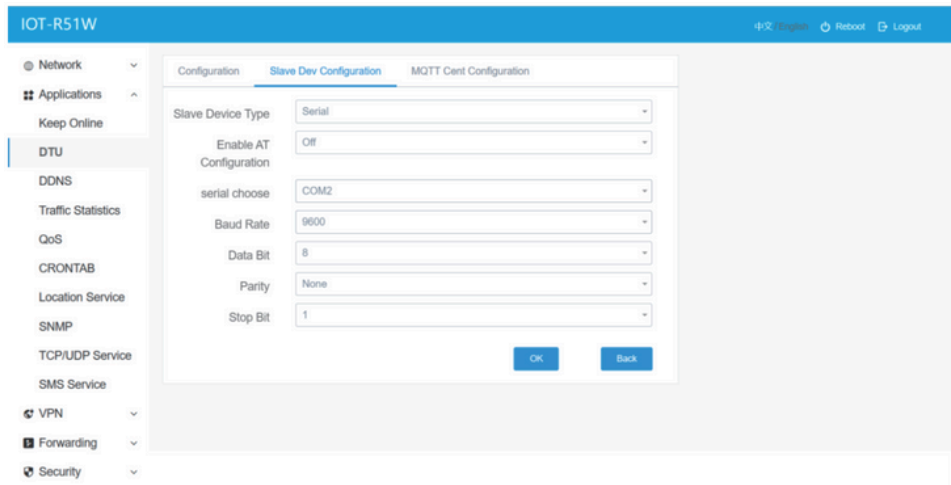 IOT-R51W
中文/English Reboot Logout
Network
Applications
Keep Online
DTU
DDNS
Traffic Statistics
QoS
CRONTAB
Location Service
SNMP
TCP/UDP Service
SMS Service
VPN
Forwarding
Security
Configuration Slave Dev Configuration MQTT Cent Configuration
Slave Device Type Serial
Enable AT Off
Configuration
serial choose COM2
Baud Rate 9600
Data Bit 8
Parity None
Stop Bit 1
OK Back